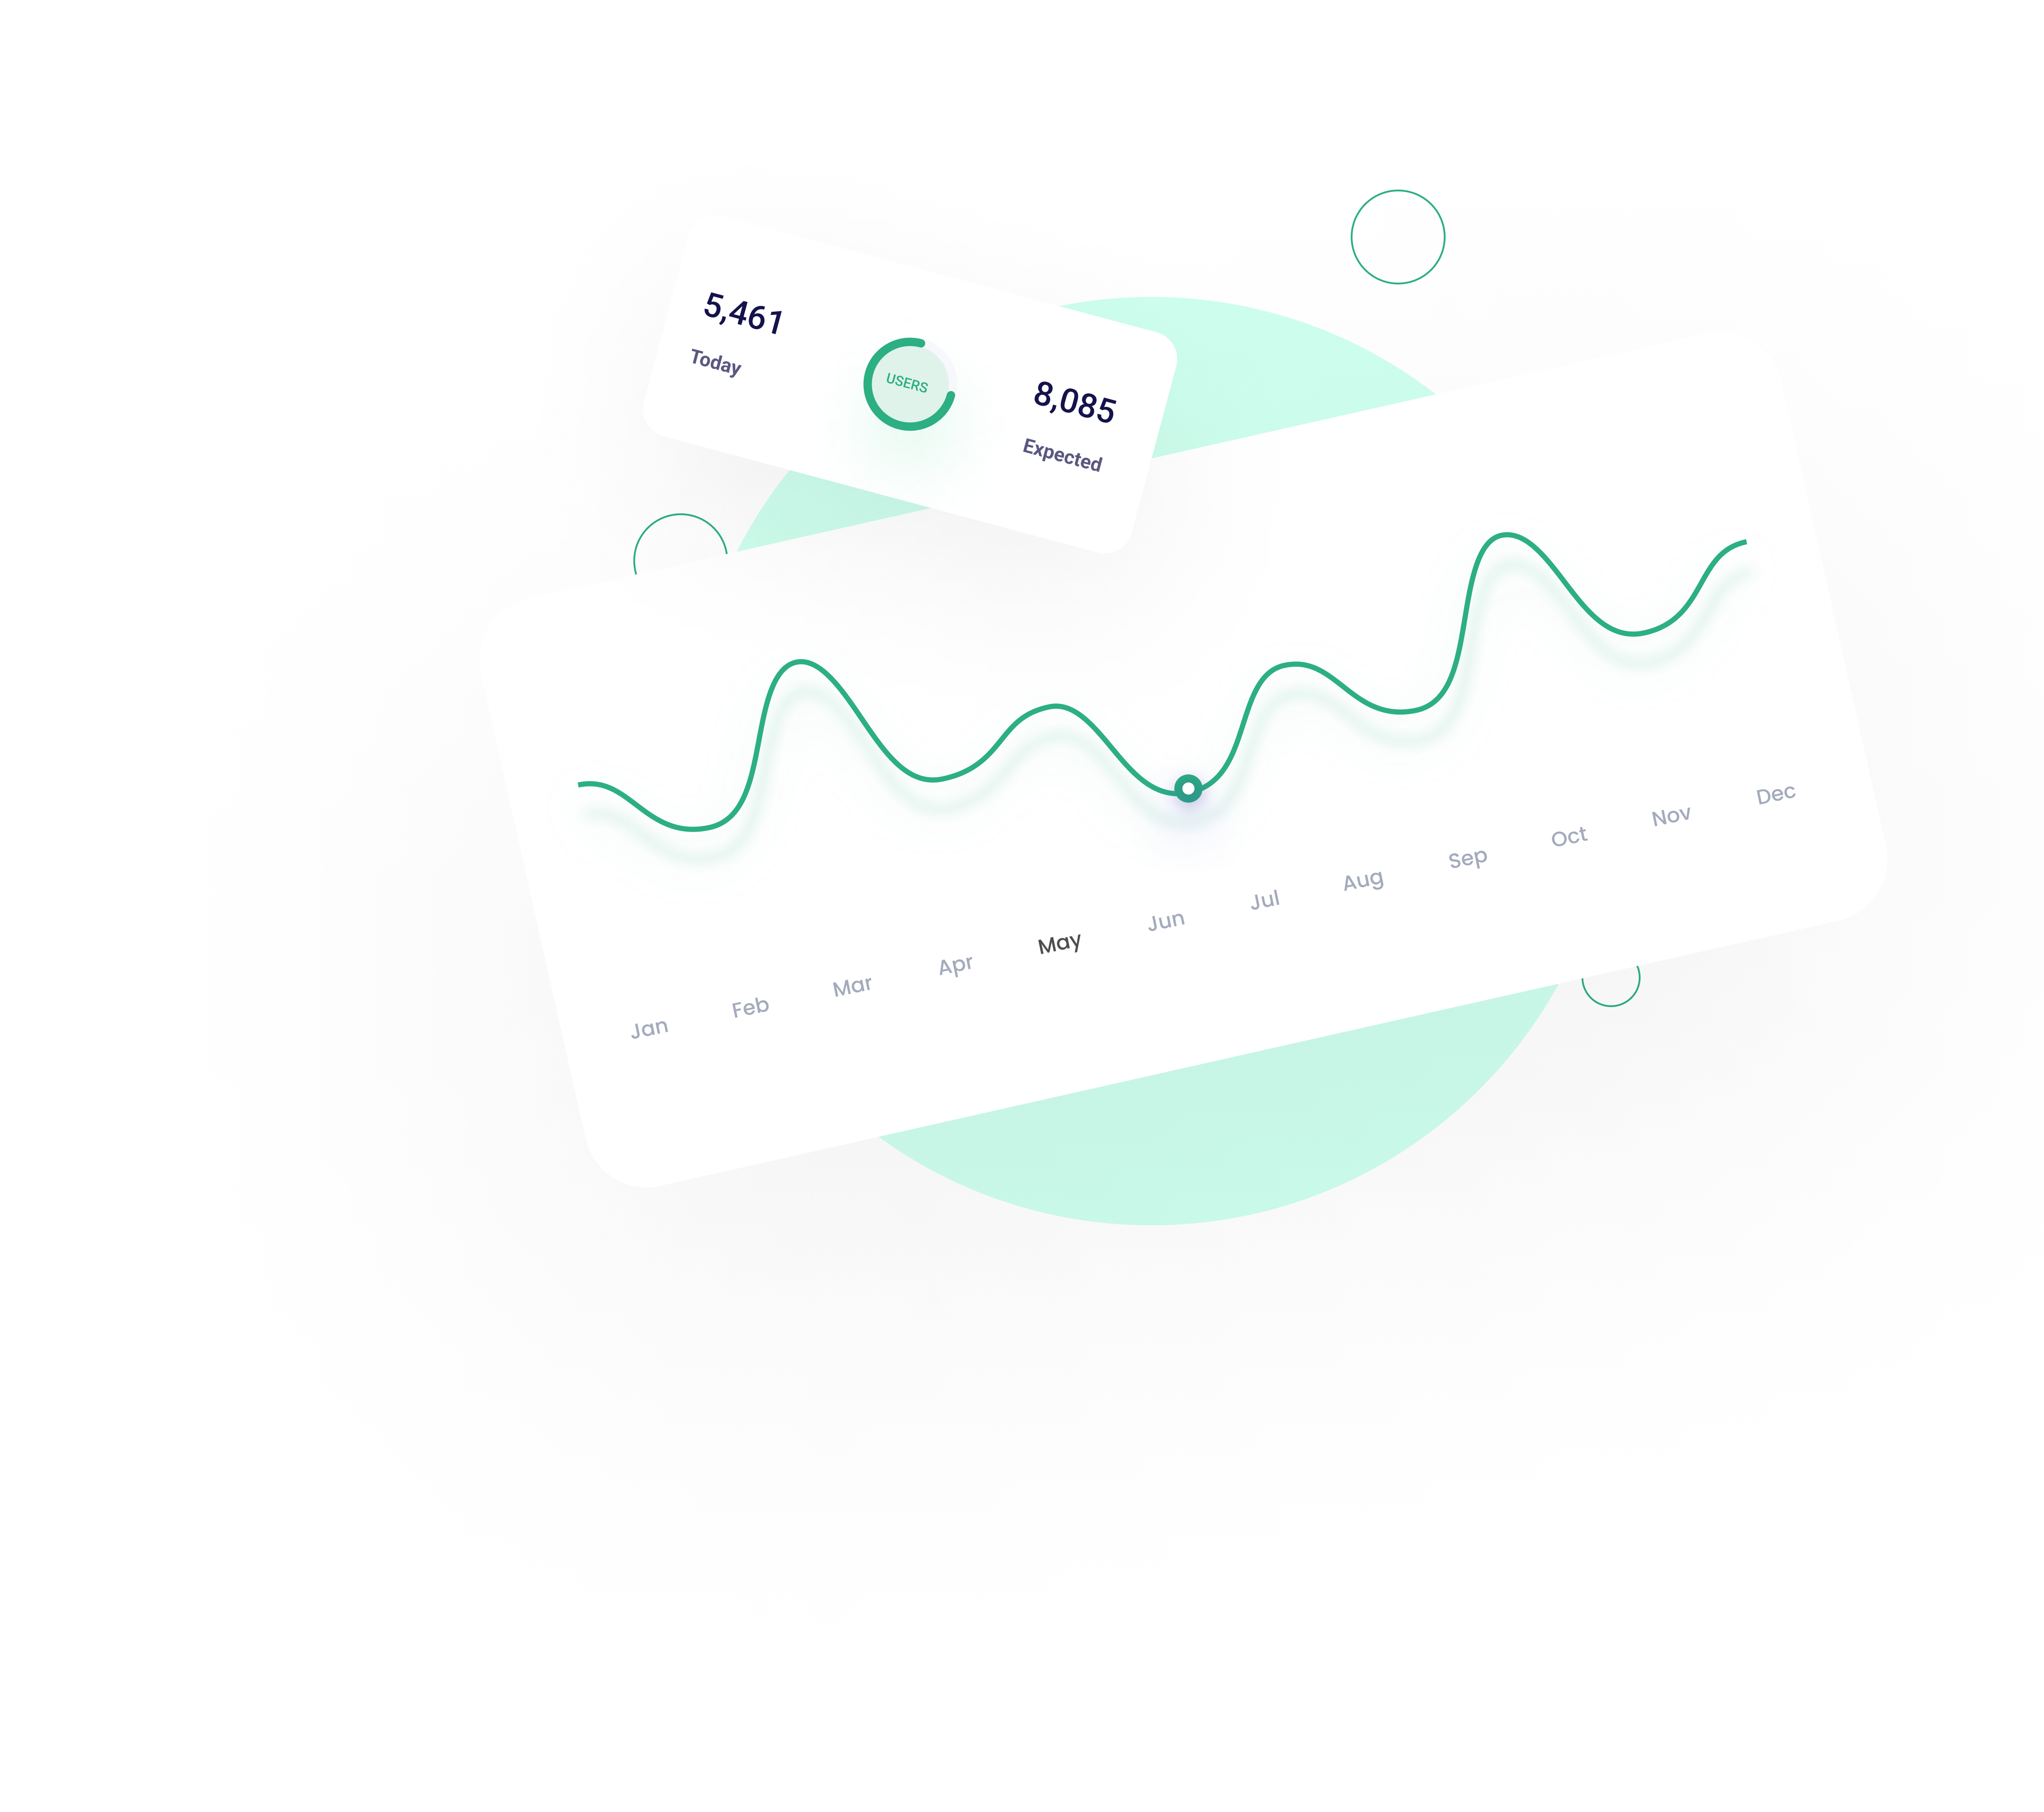 5,461
Today
USERS
8,085
Expected
Jan
Feb
Mar
Apr
May
Jun
Jul
Aug
Sep
Oct
Nov
Dec